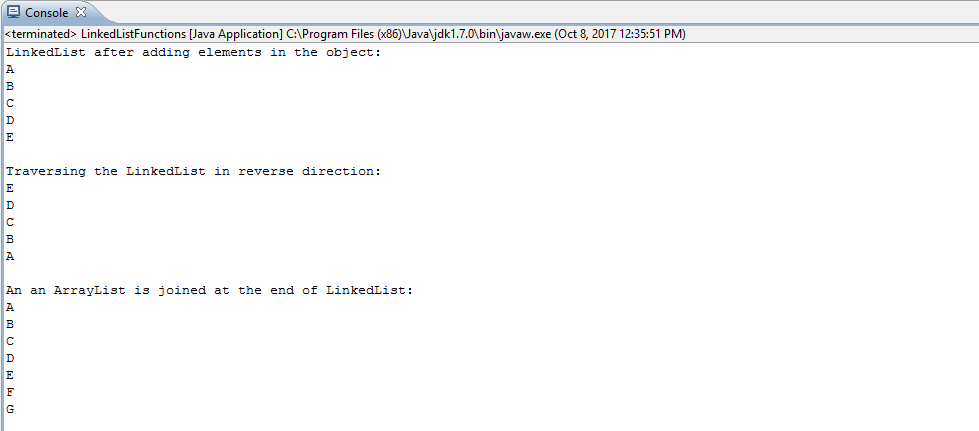 Console
<terminated> LinkedListFunctions [Java Application] C:\Program Files (x86)\Java\jdk1.7.0\bin\javaw.exe (Oct 8, 2017 12:35:51 PM)
LinkedList after adding elements in the object:
A
B
C
D
E
Traversing the LinkedList in reverse direction:
E
D
C
B
A
An an ArrayList is joined at the end of LinkedList:
A
B
C
D
E
F
G